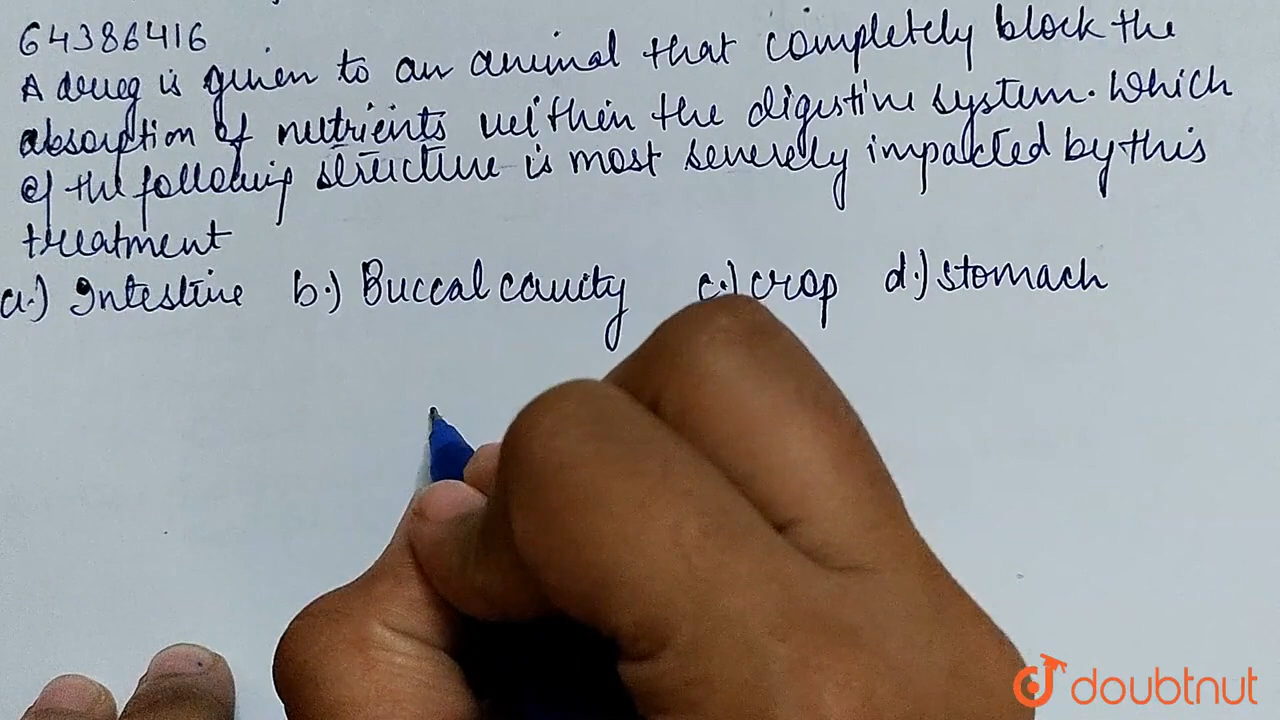 64386416
A drug is given to an animal that completely block the
absorption of nutrients within the digestive system. Which
of the following structure is most severely impacted by this
treatment
a.) Intestine b.) Buccal cavity c.) crop d.) stomach
doubtnut